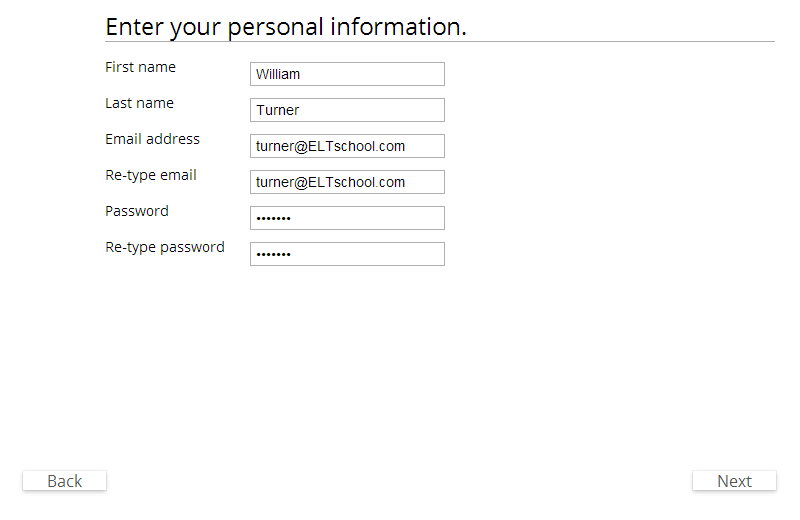 Enter your personal information.
First name William
Last name Turner
Email address turner@ELTschool.com
Re-type email turner@ELTschool.com
Password •••••••
Re-type password •••••••
Back Next